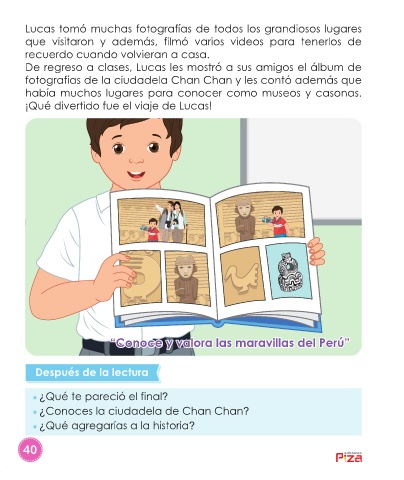 Lucas tomó muchas fotografías de todos los grandiosos lugares
que visitaron y además, filmó varios videos para tenerlos de
recuerdo cuando volvieran a casa.
De regreso a clases, Lucas les mostró a sus amigos el álbum de
fotografías de la ciudadela Chan Chan y les contó además que
había muchos lugares para conocer como museos y casonas.
¡Qué divertido fue el viaje de Lucas!
"Conoce y valora las maravillas del Perú"
Después de la lectura
• ¿Qué te pareció el final?
• ¿Conoces la ciudadela de Chan Chan?
• ¿Qué agregarías a la historia?
40
PIZA